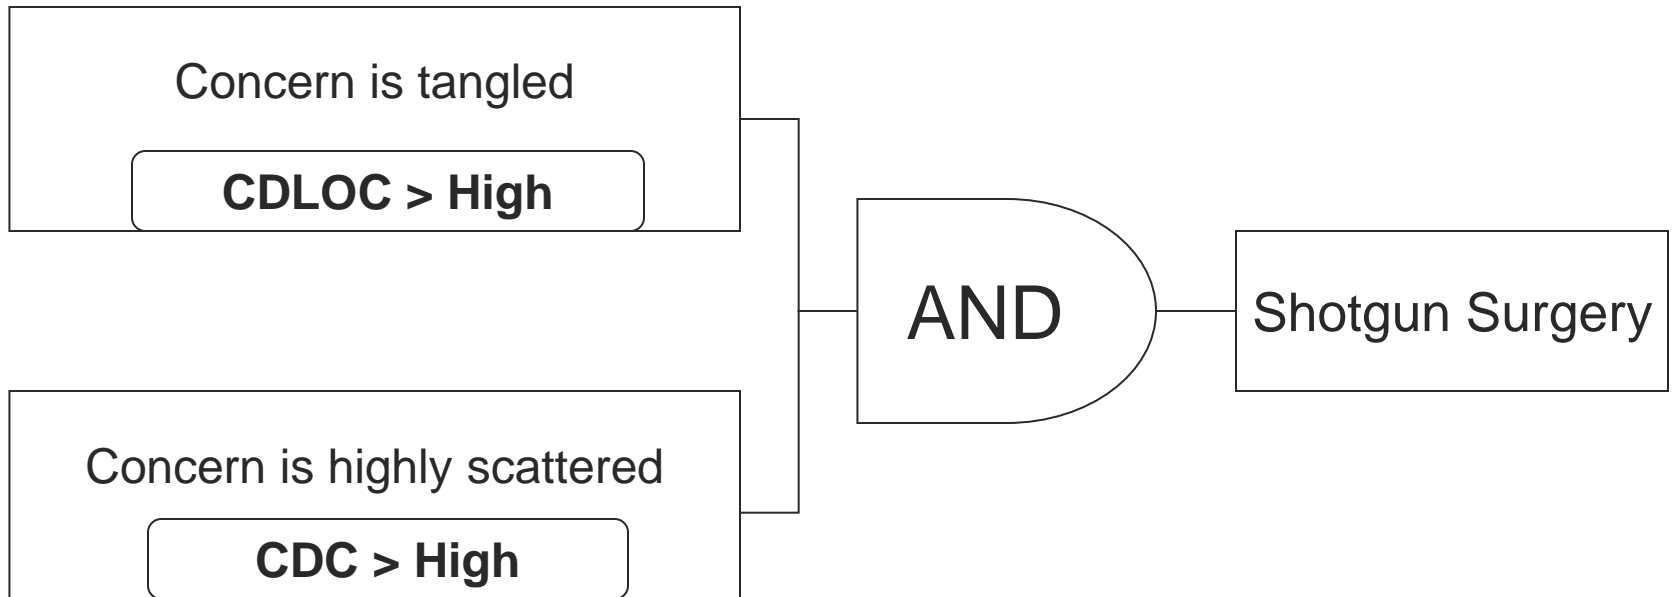 Concern is tangled
CDLOC > High
AND
Shotgun Surgery
Concern is highly scattered
CDC > High